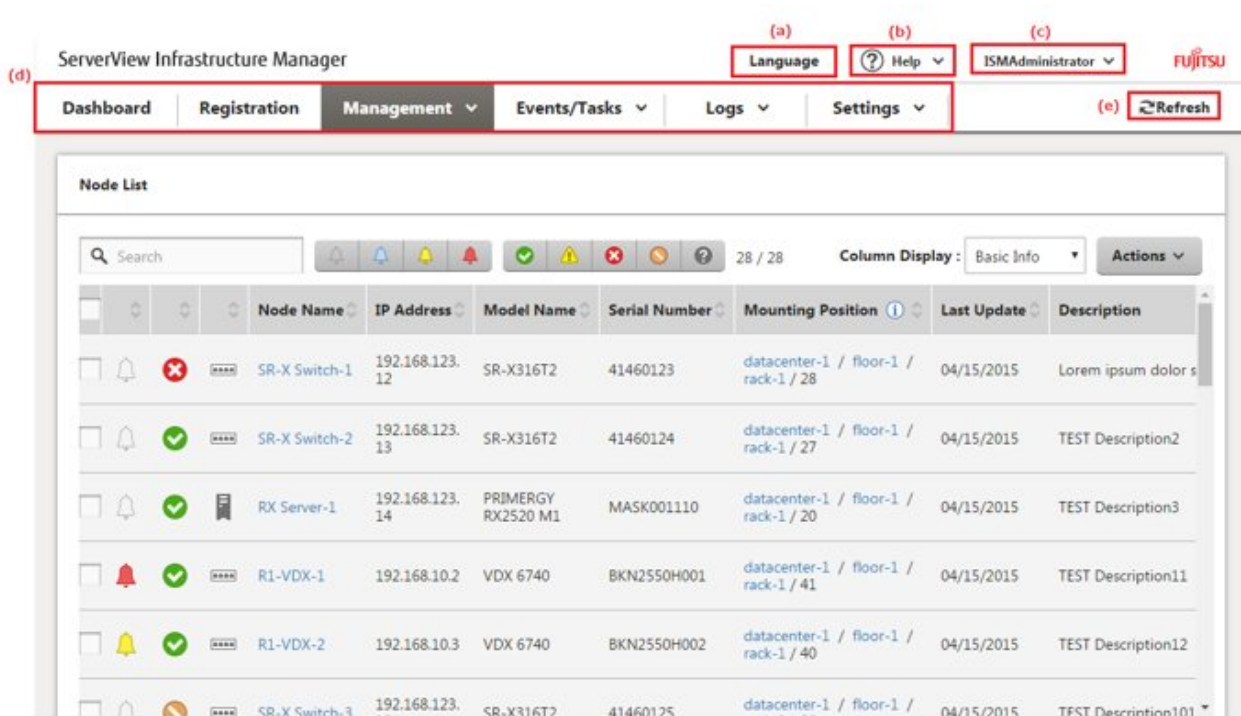 (a) (b) (c)
ServerView Infrastructure Manager Language Help ISMAdministrator FUJITSU
(d)
Dashboard Registration Management Events/Tasks Logs Settings (e) Refresh
Node List
Search 28 / 28 Column Display : Basic Info Actions
Node Name IP Address Model Name Serial Number Mounting Position Last Update Description
SR-X Switch-1 192.168.123.12 SR-X316T2 41460123 datacenter-1 / floor-1 / rack-1 / 28 04/15/2015 Lorem ipsum dolor s
SR-X Switch-2 192.168.123.13 SR-X316T2 41460124 datacenter-1 / floor-1 / rack-1 / 27 04/15/2015 TEST Description2
RX Server-1 192.168.123.14 PRIMERGY RX2520 M1 MASK001110 datacenter-1 / floor-1 / rack-1 / 20 04/15/2015 TEST Description3
R1-VDX-1 192.168.10.2 VDX 6740 BKN2550H001 datacenter-1 / floor-1 / rack-1 / 41 04/15/2015 TEST Description11
R1-VDX-2 192.168.10.3 VDX 6740 BKN2550H002 datacenter-1 / floor-1 / rack-1 / 40 04/15/2015 TEST Description12
SR-X Switch-3 192.168.123. SR-X316T2 41460125 datacenter-1 / floor-1 / 04/15/2015 TEST Description101